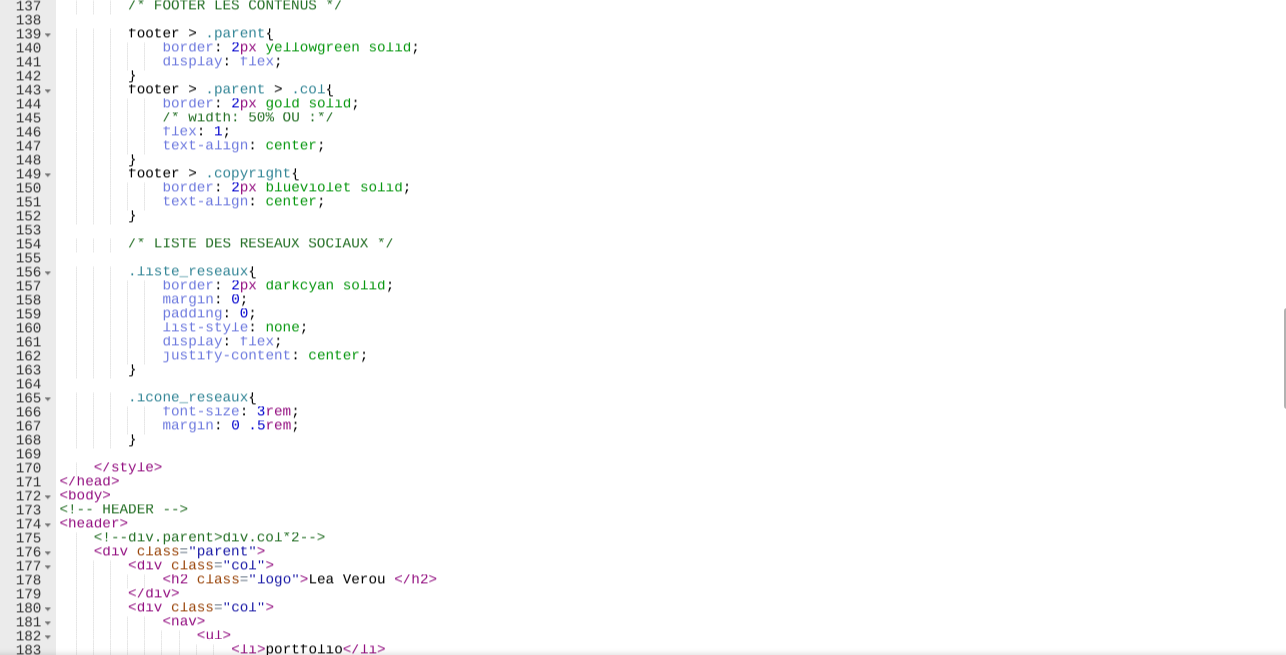 137 /* FOOTER LES CONTENUS */
138
139 footer > .parent{
140 border: 2px yellowgreen solid;
141 display: flex;
142 }
143 footer > .parent > .col{
144 border: 2px gold solid;
145 /* width: 50% OU :*/
146 flex: 1;
147 text-align: center;
148 }
149 footer > .copyright{
150 border: 2px blueviolet solid;
151 text-align: center;
152 }
153
154 /* LISTE DES RESEAUX SOCIAUX */
155
156 .liste_reseaux{
157 border: 2px darkcyan solid;
158 margin: 0;
159 padding: 0;
160 list-style: none;
161 display: flex;
162 justify-content: center;
163 }
164
165 .icone_reseaux{
166 font-size: 3rem;
167 margin: 0 .5rem;
168 }
169
170 </style>
171 </head>
172 <body>
173 <!-- HEADER -->
174 <header>
175 <!--div.parent>div.col*2-->
176 <div class="parent">
177 <div class="col">
178 <h2 class="logo">Lea Verou </h2>
179 </div>
180 <div class="col">
181 <nav>
182 <ul>
183 <li>portfolio</li>